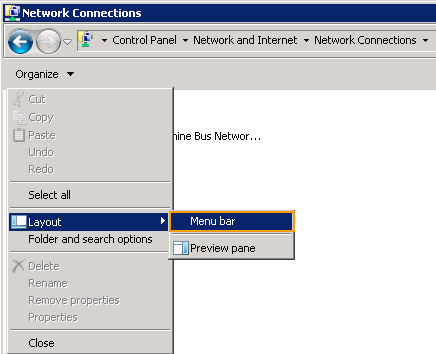 Network Connections
Control Panel Network and Internet Network Connections
Organize
Cut
Copy
Paste
hine Bus Networ...
Undo
Redo
Select all
Layout
Menu bar
Folder and search options
Preview pane
Delete
Rename
Remove properties
Properties
Close